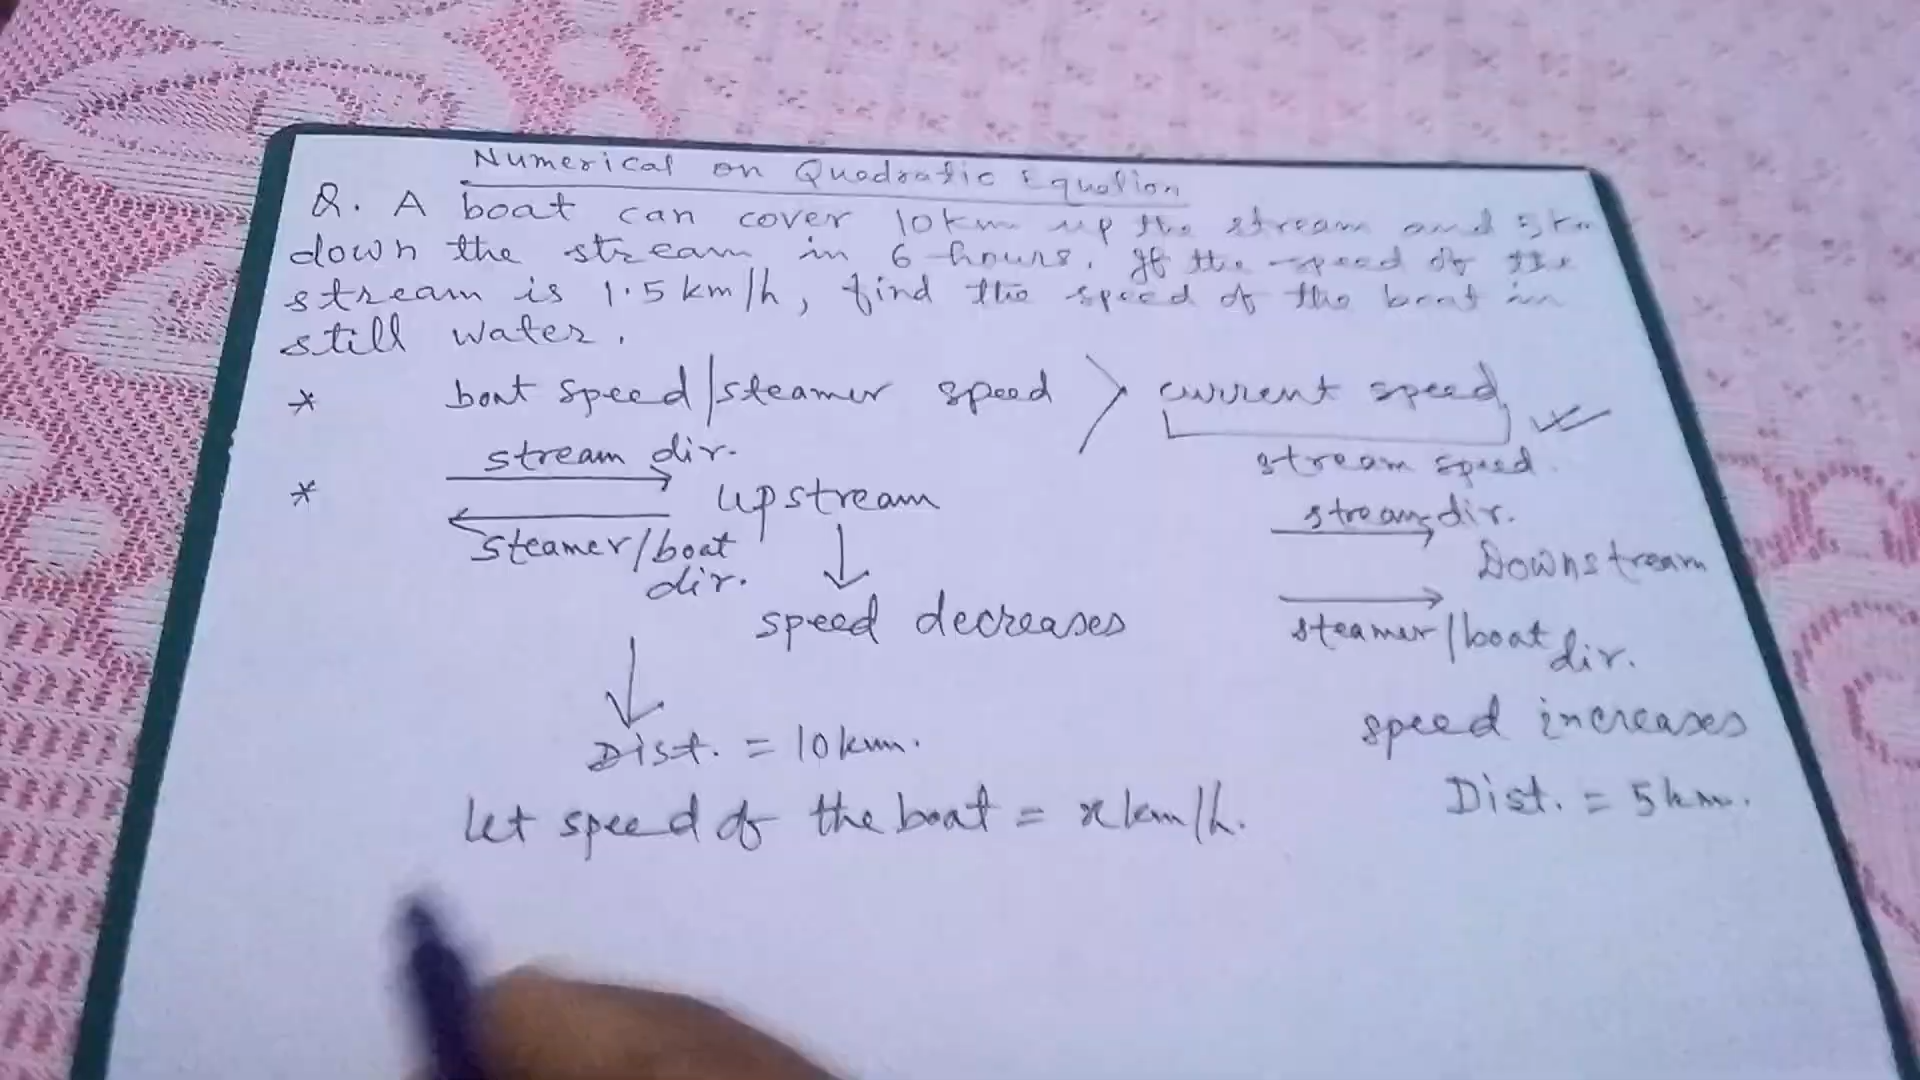 Numerical on Quadratic Equation
Q. A boat can cover 10km up the stream and 5km
down the stream in 6 hours. If the speed of the
stream is 1.5 km/h, find the speed of the boat in
still water.
* boat speed/steamer speed > current speed
stream speed
* stream dir.
upstream
steamer/boat
dir.
speed decreases
stream dir.
Downstream
steamer/boat dir.
speed increases
Dist. = 10km.
Dist. = 5km.
Let speed of the boat = x km/h.